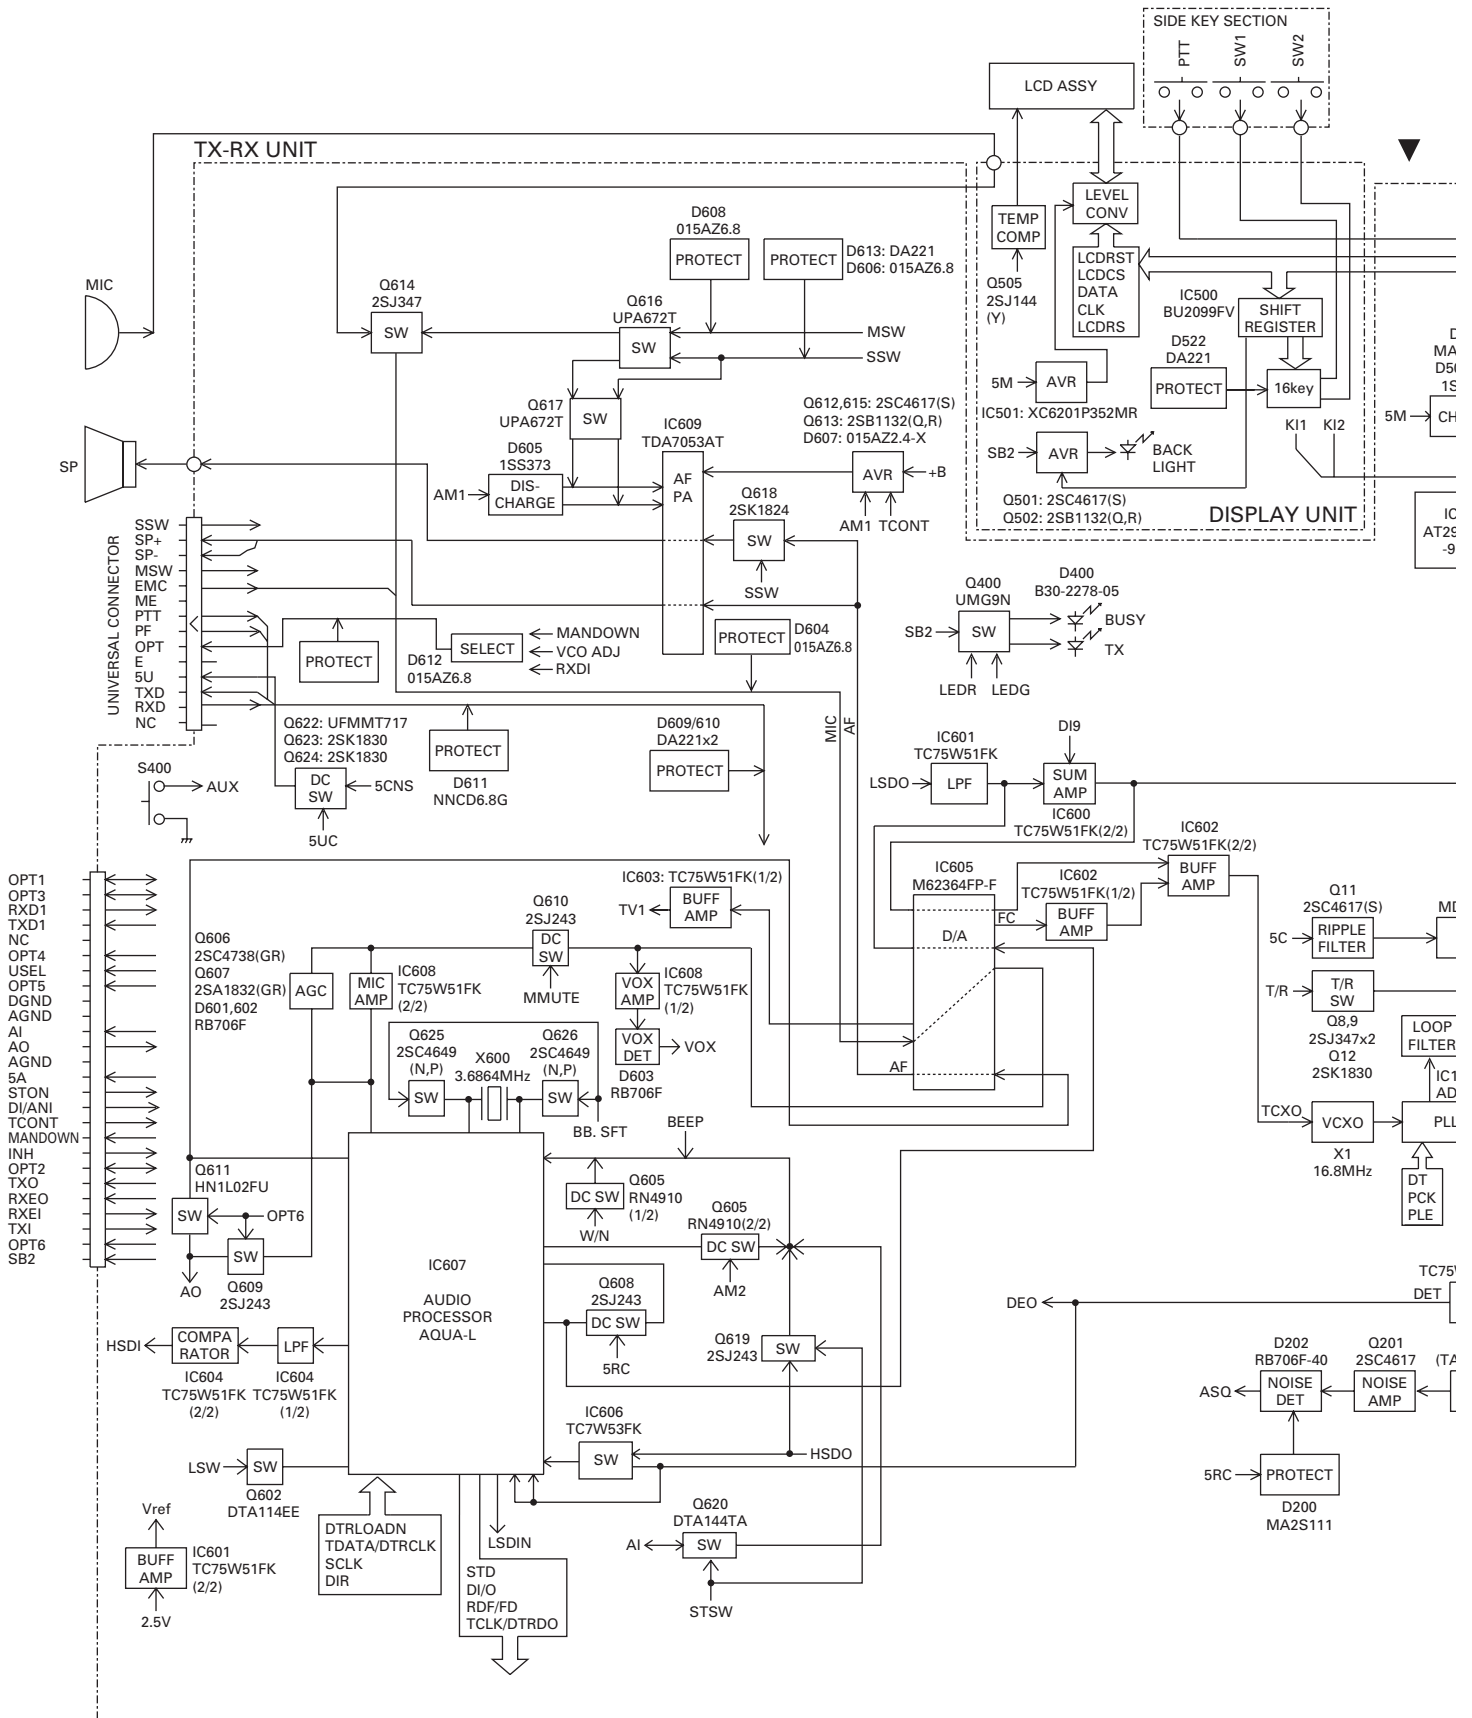 SIDE KEY SECTION
PTT
SW1
SW2
LCD ASSY
TX-RX UNIT
MIC
D608
015AZ6.8
PROTECT
PROTECT
D613: DA221
D606: 015AZ6.8
Q614
2SJ347
SW
Q616
UPA672T
SW
MSW
SSW
Q617
UPA672T
SW
D605
1SS373
AM1
DIS-
CHARGE
IC609
TDA7053AT
AF
PA
Q612,615: 2SC4617(S)
Q613: 2SB1132(Q,R)
D607: 015AZ2.4-X
AVR
+B
AM1 TCONT
Q618
2SK1824
SW
SSW
SP
TEMP
COMP
Q505
2SJ144
(Y)
LEVEL
CONV
LCDRST
LCDCS
DATA
CLK
LCDRS
IC500
BU2099FV
SHIFT
REGISTER
D522
DA221
PROTECT
16key
5M
AVR
IC501: XC6201P352MR
KI1
KI2
SB2
AVR
BACK
LIGHT
Q501: 2SC4617(S)
Q502: 2SB1132(Q,R)
DISPLAY UNIT
D
MA
D50
1S
5M
CH
IC
AT29
-9
UNIVERSAL CONNECTOR
SSW
SP+
SP-
MSW
EMC
ME
PTT
PF
OPT
E
5U
TXD
RXD
NC
PROTECT
D612
015AZ6.8
SELECT
MANDOWN
VCO ADJ
RXDI
PROTECT
D604
015AZ6.8
Q400
UMG9N
SB2
SW
LEDR
LEDG
D400
B30-2278-05
BUSY
TX
Q622: UFMMT717
Q623: 2SK1830
Q624: 2SK1830
DC
SW
5CNS
5UC
PROTECT
D611
NNCD6.8G
D609/610
DA221x2
PROTECT
MIC
AF
S400
AUX
IC601
TC75W51FK
LSDO
LPF
DI9
SUM
AMP
IC600
TC75W51FK(2/2)
IC602
TC75W51FK(2/2)
BUFF
AMP
IC605
M62364FP-F
D/A
AF
FC
IC602
TC75W51FK(1/2)
BUFF
AMP
OPT1
OPT3
RXD1
TXD1
NC
OPT4
USEL
OPT5
DGND
AGND
AI
AO
AGND
5A
STON
DI/ANI
TCONT
MANDOWN
INH
OPT2
TXO
RXEO
RXEI
TXI
OPT6
SB2
Q606
2SC4738(GR)
Q607
2SA1832(GR)
D601,602
RB706F
AGC
MIC
AMP
IC608
TC75W51FK
(2/2)
Q610
2SJ243
DC
SW
MMUTE
IC603: TC75W51FK(1/2)
TV1
BUFF
AMP
VOX
AMP
IC608
TC75W51FK
(1/2)
VOX
DET
VOX
D603
RB706F
Q625
2SC4649
(N,P)
SW
X600
3.6864MHz
Q626
2SC4649
(N,P)
SW
BB. SFT
Q11
2SC4617(S)
5C
RIPPLE
FILTER
MD
T/R
T/R
SW
Q8,9
2SJ347x2
Q12
2SK1830
LOOP
FILTER
IC1
AD
TCXO
VCXO
X1
16.8MHz
PLL
DT
PCK
PLE
BEEP
Q611
HN1L02FU
SW
OPT6
SW
Q609
2SJ243
AO
Q605
RN4910
(1/2)
DC SW
W/N
Q605
RN4910(2/2)
DC SW
AM2
IC607
AUDIO
PROCESSOR
AQUA-L
Q608
2SJ243
DC SW
5RC
Q619
2SJ243
SW
HSDI
COMPA
RATOR
LPF
IC604
TC75W51FK
(2/2)
IC604
TC75W51FK
(1/2)
LSW
SW
Q602
DTA114EE
IC606
TC7W53FK
SW
HSDO
DEO
TC75W
DET
D202
RB706F-40
ASQ
NOISE
DET
Q201
2SC4617
NOISE
AMP
(TA
5RC
PROTECT
D200
MA2S111
Vref
BUFF
AMP
IC601
TC75W51FK
(2/2)
2.5V
DTRLOADN
TDATA/DTRCLK
SCLK
DIR
LSDIN
STD
DI/O
RDF/FD
TCLK/DTRDO
Q620
DTA144TA
AI
SW
STSW